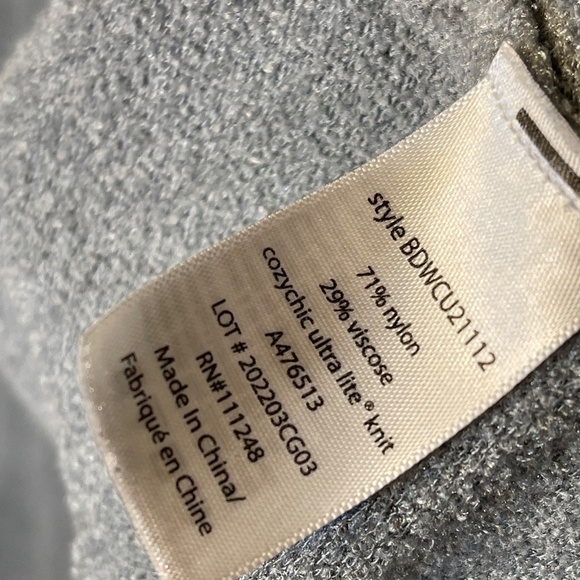 style BDWCU21112
71% nylon
29% viscose
cozychic ultra lite® knit
A476513
LOT # 202203CG03
RN#111248
Made In China/
Fabriqué en Chine